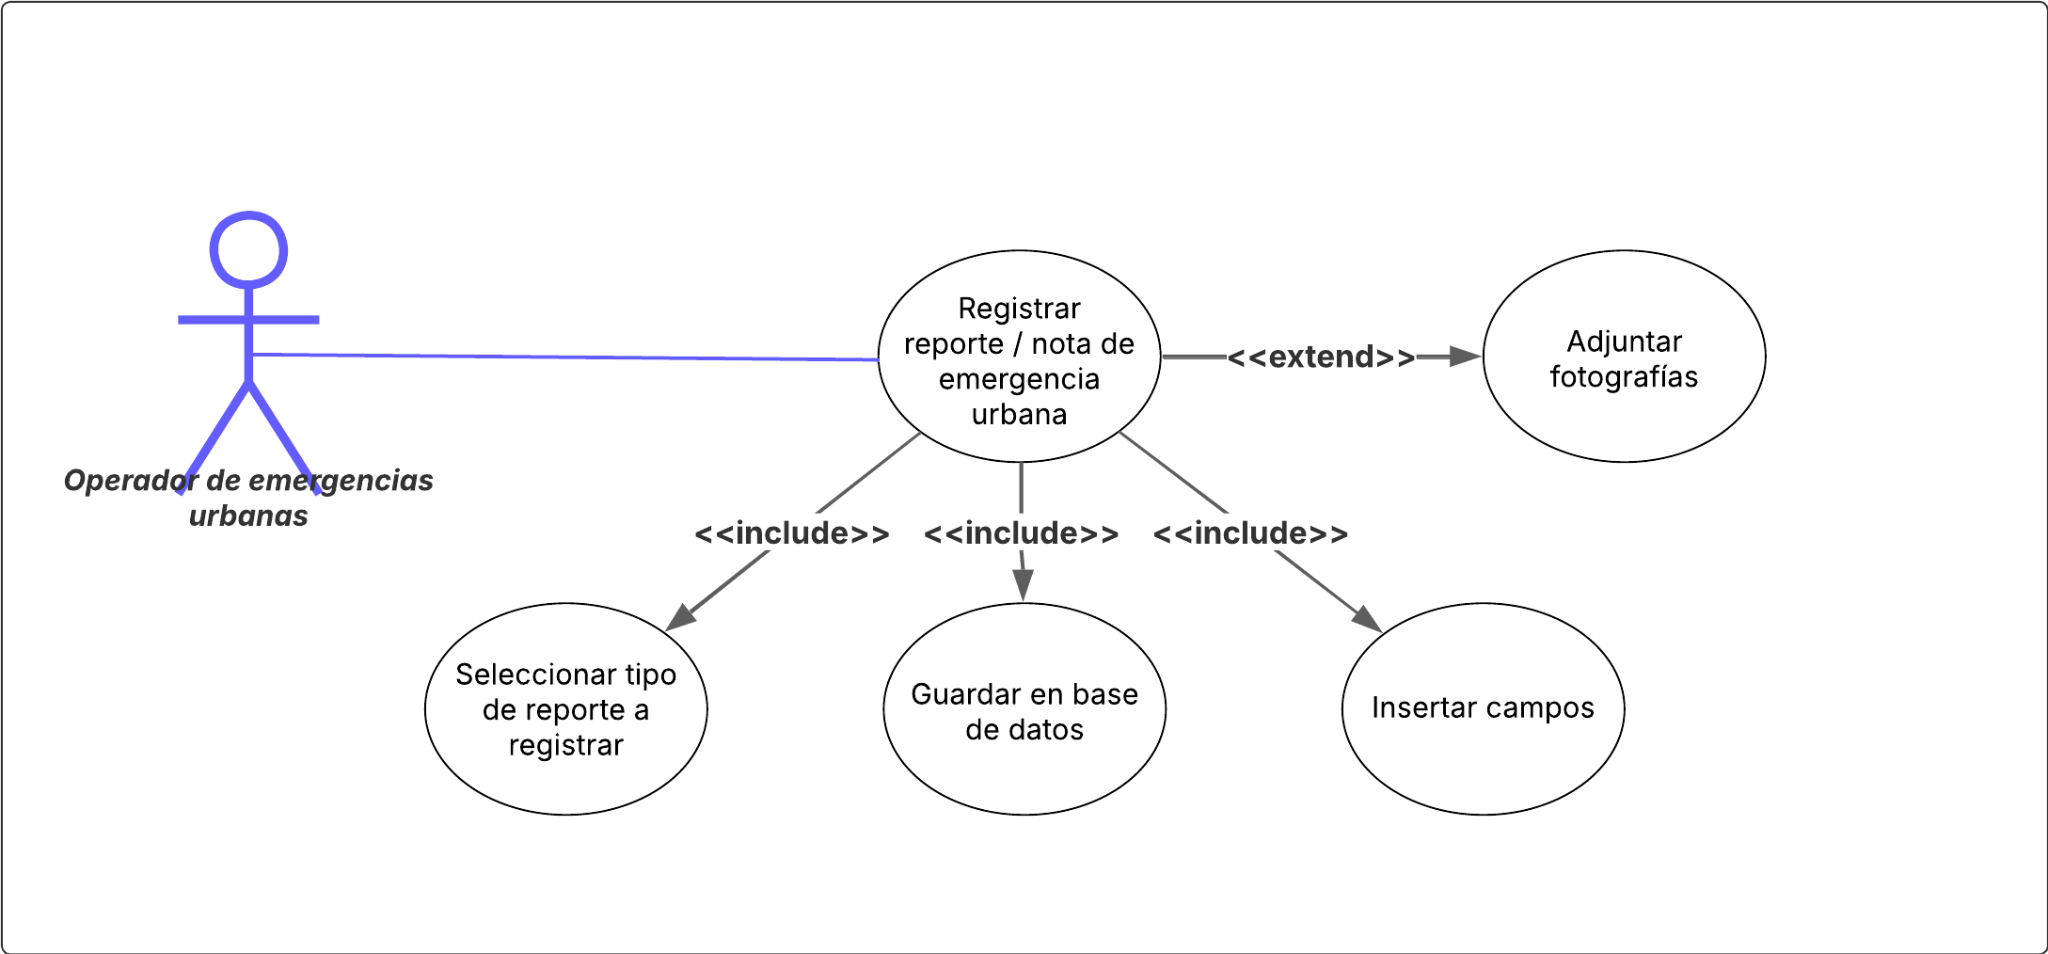 Registrar
reporte / nota de
emergencia
urbana
<<extend>>
Adjuntar
fotografías
Operador de emergencias
urbanas
<<include>>
<<include>>
<<include>>
Seleccionar tipo
de reporte a
registrar
Guardar en base
de datos
Insertar campos